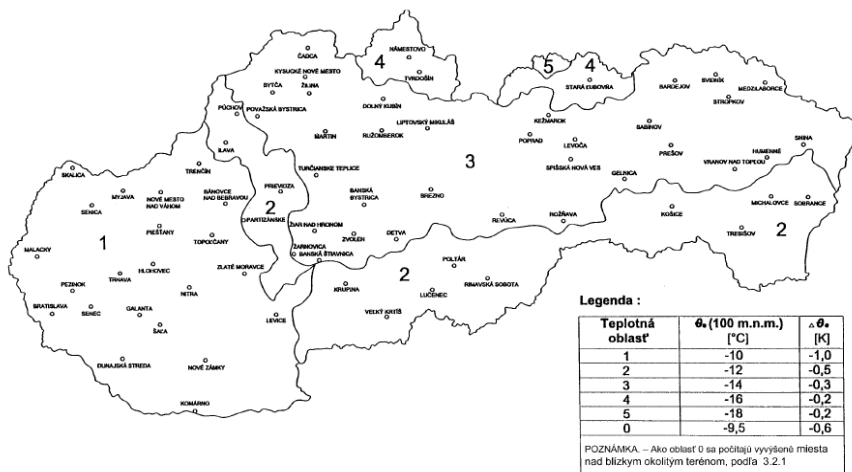 ČADCA
NÁMESTOVO
4
KYSUCKÉ NOVÉ MESTO
TVRDOŠÍN
5
4
BYTČA
ŽILINA
STARÁ ĽUBOVŇA
BARDEJOV
SVIDNÍK
MEDZILABORCE
STROPKOV
PÚCHOV
POVAŽSKÁ BYSTRICA
DOLNÝ KUBÍN
LIPTOVSKÝ MIKULÁŠ
KEŽMAROK
SABINOV
MARTIN
RUŽOMBEROK
POPRAD
LEVOČA
PREŠOV
HUMENNÉ
SNINA
ILAVA
3
SPIŠSKÁ NOVÁ VES
VRANOV NAD TOPĽOU
SKALICA
TRENČÍN
TURČIANSKE TEPLICE
GELNICA
MYJAVA
NOVÉ MESTO
NAD VÁHOM
BÁNOVCE
NAD BEBRAVOU
PRIEVIDZA
BANSKÁ
BYSTRICA
BREZNO
SENICA
2
PARTIZÁNSKE
REVÚCA
ROŽŇAVA
KOŠICE
MICHALOVCE
SOBRANCE
1
PIEŠŤANY
TOPOĽČANY
ŽIAR NAD HRONOM
ZVOLEN
DETVA
TREBIŠOV
2
MALACKY
ŽARNOVICA
BANSKÁ ŠTIAVNICA
HLOHOVEC
ZLATÉ MORAVCE
2
POLTÁR
TRNAVA
KRUPINA
LUČENEC
RIMAVSKÁ SOBOTA
PEZINOK
NITRA
BRATISLAVA
SENEC
GALANTA
LEVICE
VEĽKÝ KRTÍŠ
ŠAĽA
DUNAJSKÁ STREDA
NOVÉ ZÁMKY
KOMÁRNO
Legenda :
Teplotná oblasť θₑ (100 m.n.m.) [°C] △ θₑ [K]
1 -10 -1,0
2 -12 -0,5
3 -14 -0,3
4 -16 -0,2
5 -18 -0,2
0 -9,5 -0,6
POZNÁMKA. – Ako oblasť 0 sa počítajú vyvýšené miesta
nad blízkym okolitým terénom, podľa 3.2.1